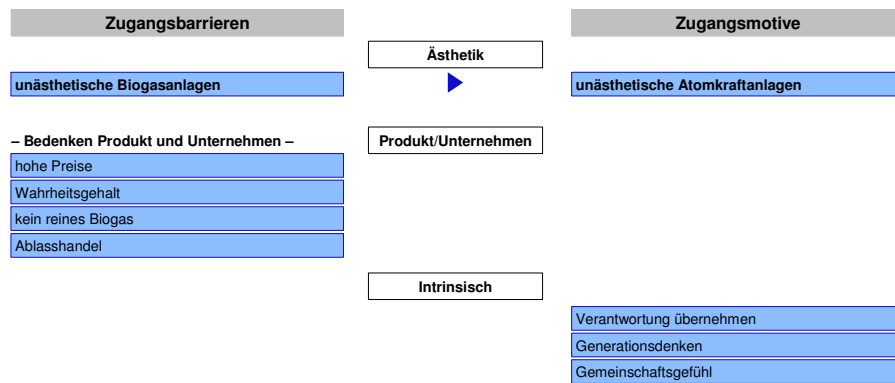 Zugangsbarrieren
Zugangsmotive
Ästhetik
unästhetische Biogasanlagen
unästhetische Atomkraftanlagen
– Bedenken Produkt und Unternehmen –
Produkt/Unternehmen
hohe Preise
Wahrheitsgehalt
kein reines Biogas
Ablasshandel
Intrinsisch
Verantwortung übernehmen
Generationsdenken
Gemeinschaftsgefühl